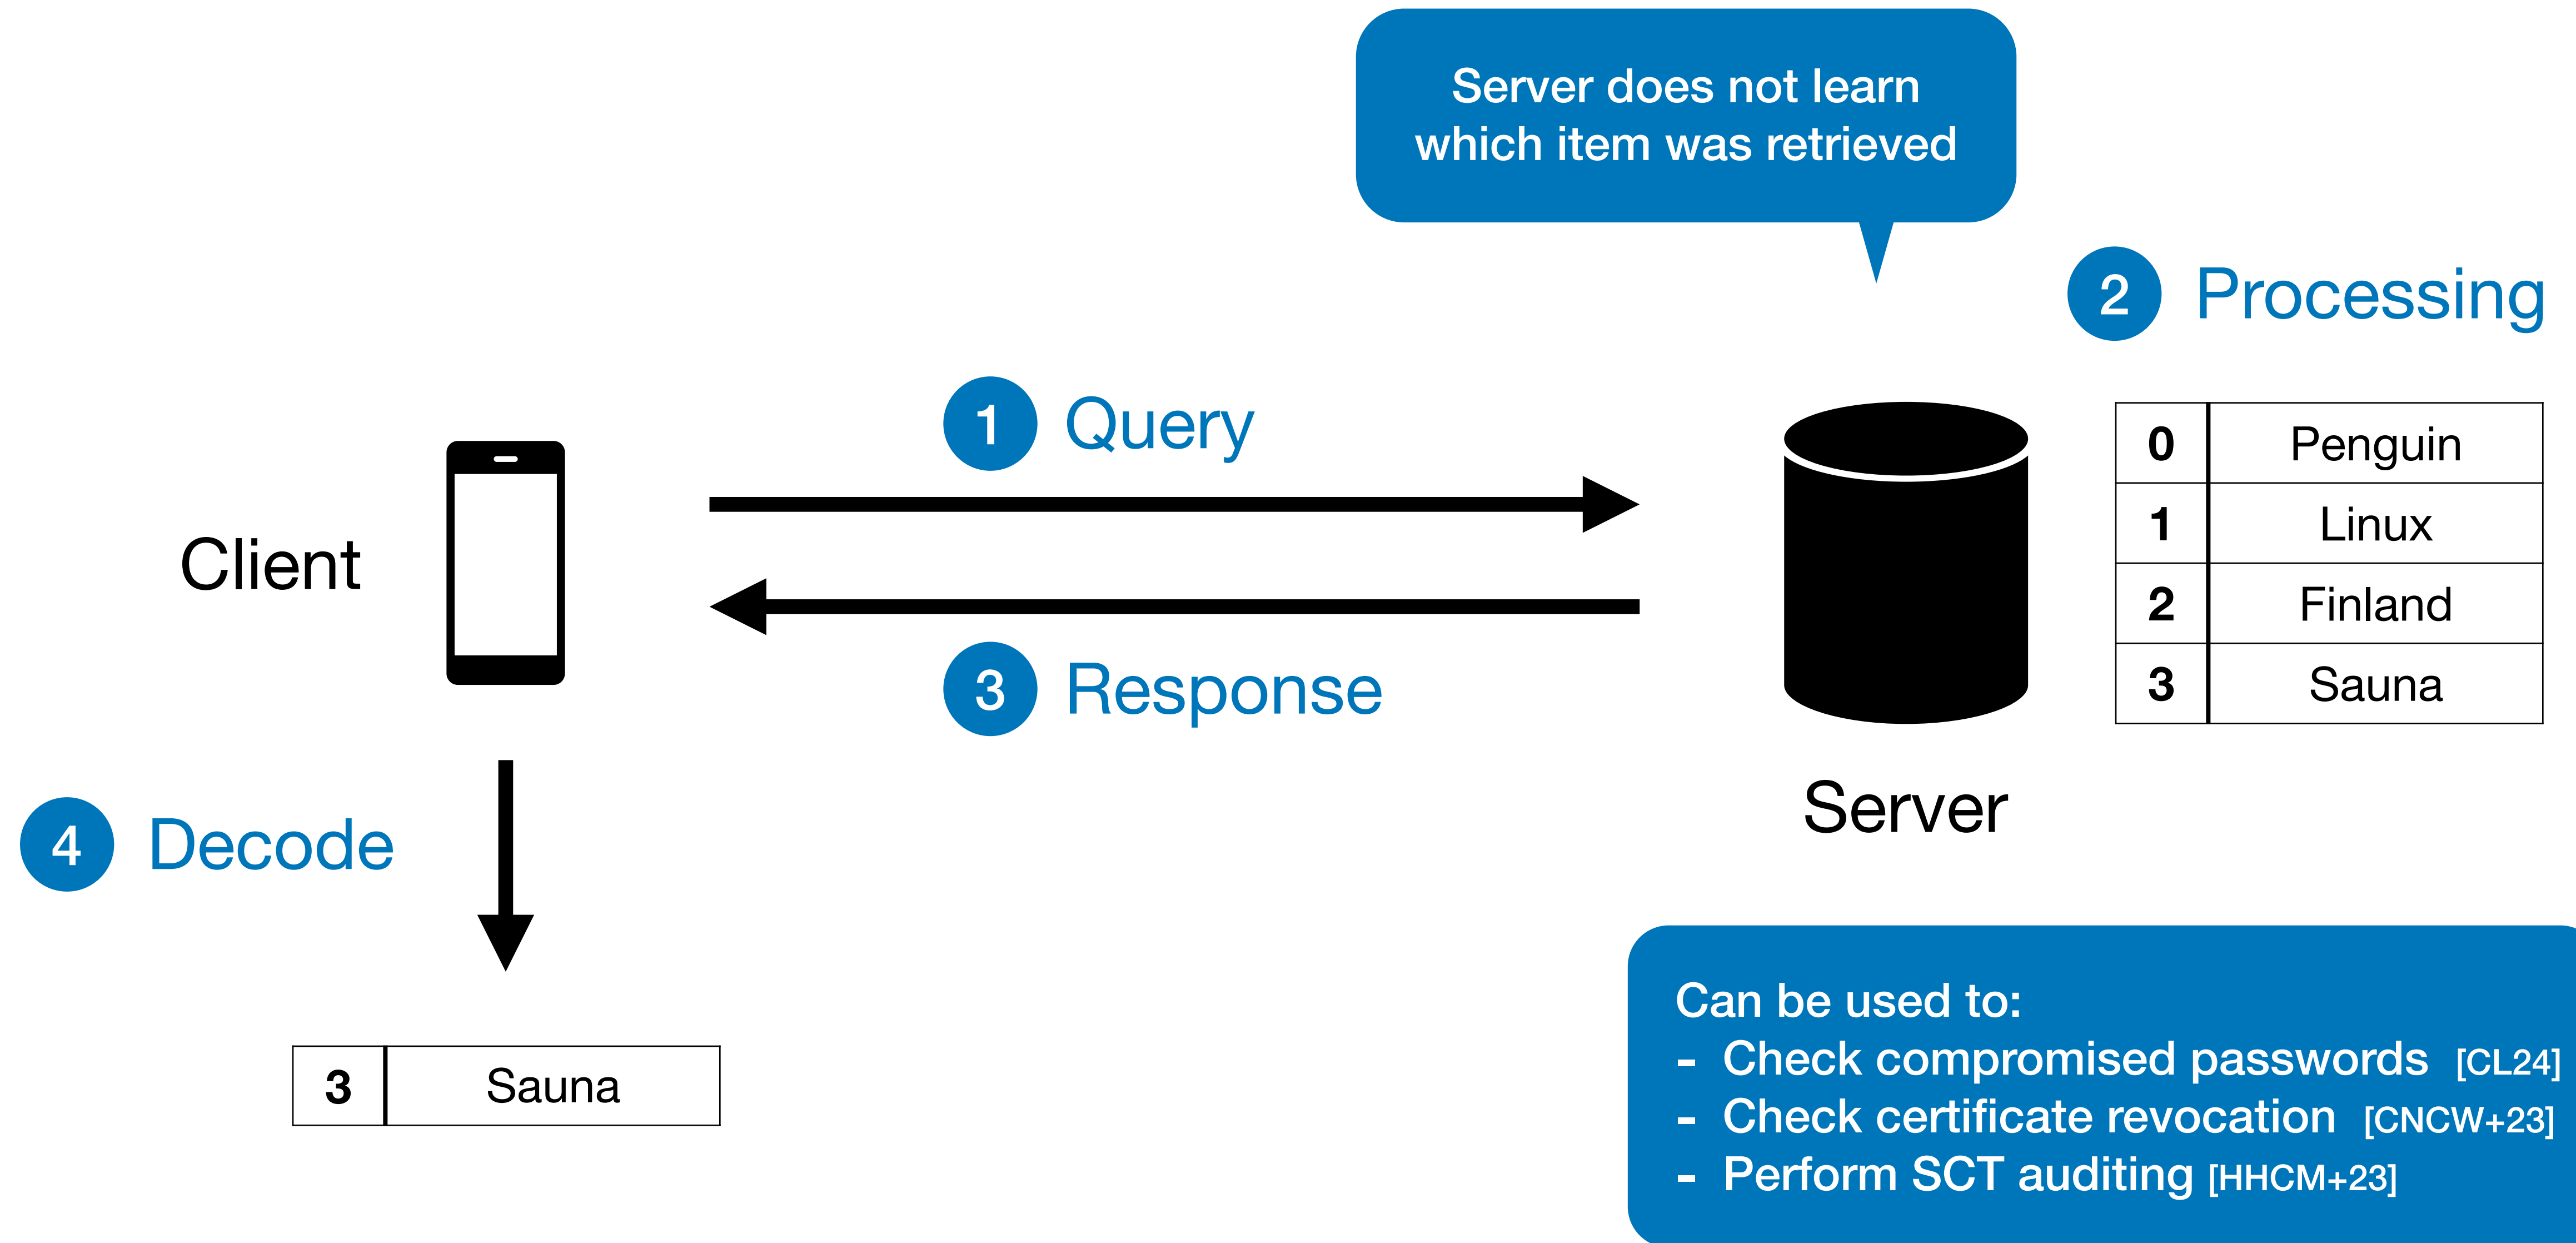 Server does not learn
which item was retrieved
2 Processing
1 Query
0 Penguin
1 Linux
2 Finland
3 Sauna
Client
3 Response
Server
4 Decode
3 Sauna
Can be used to:
- Check compromised passwords [CL24]
- Check certificate revocation [CNCW+23]
- Perform SCT auditing [HHCM+23]